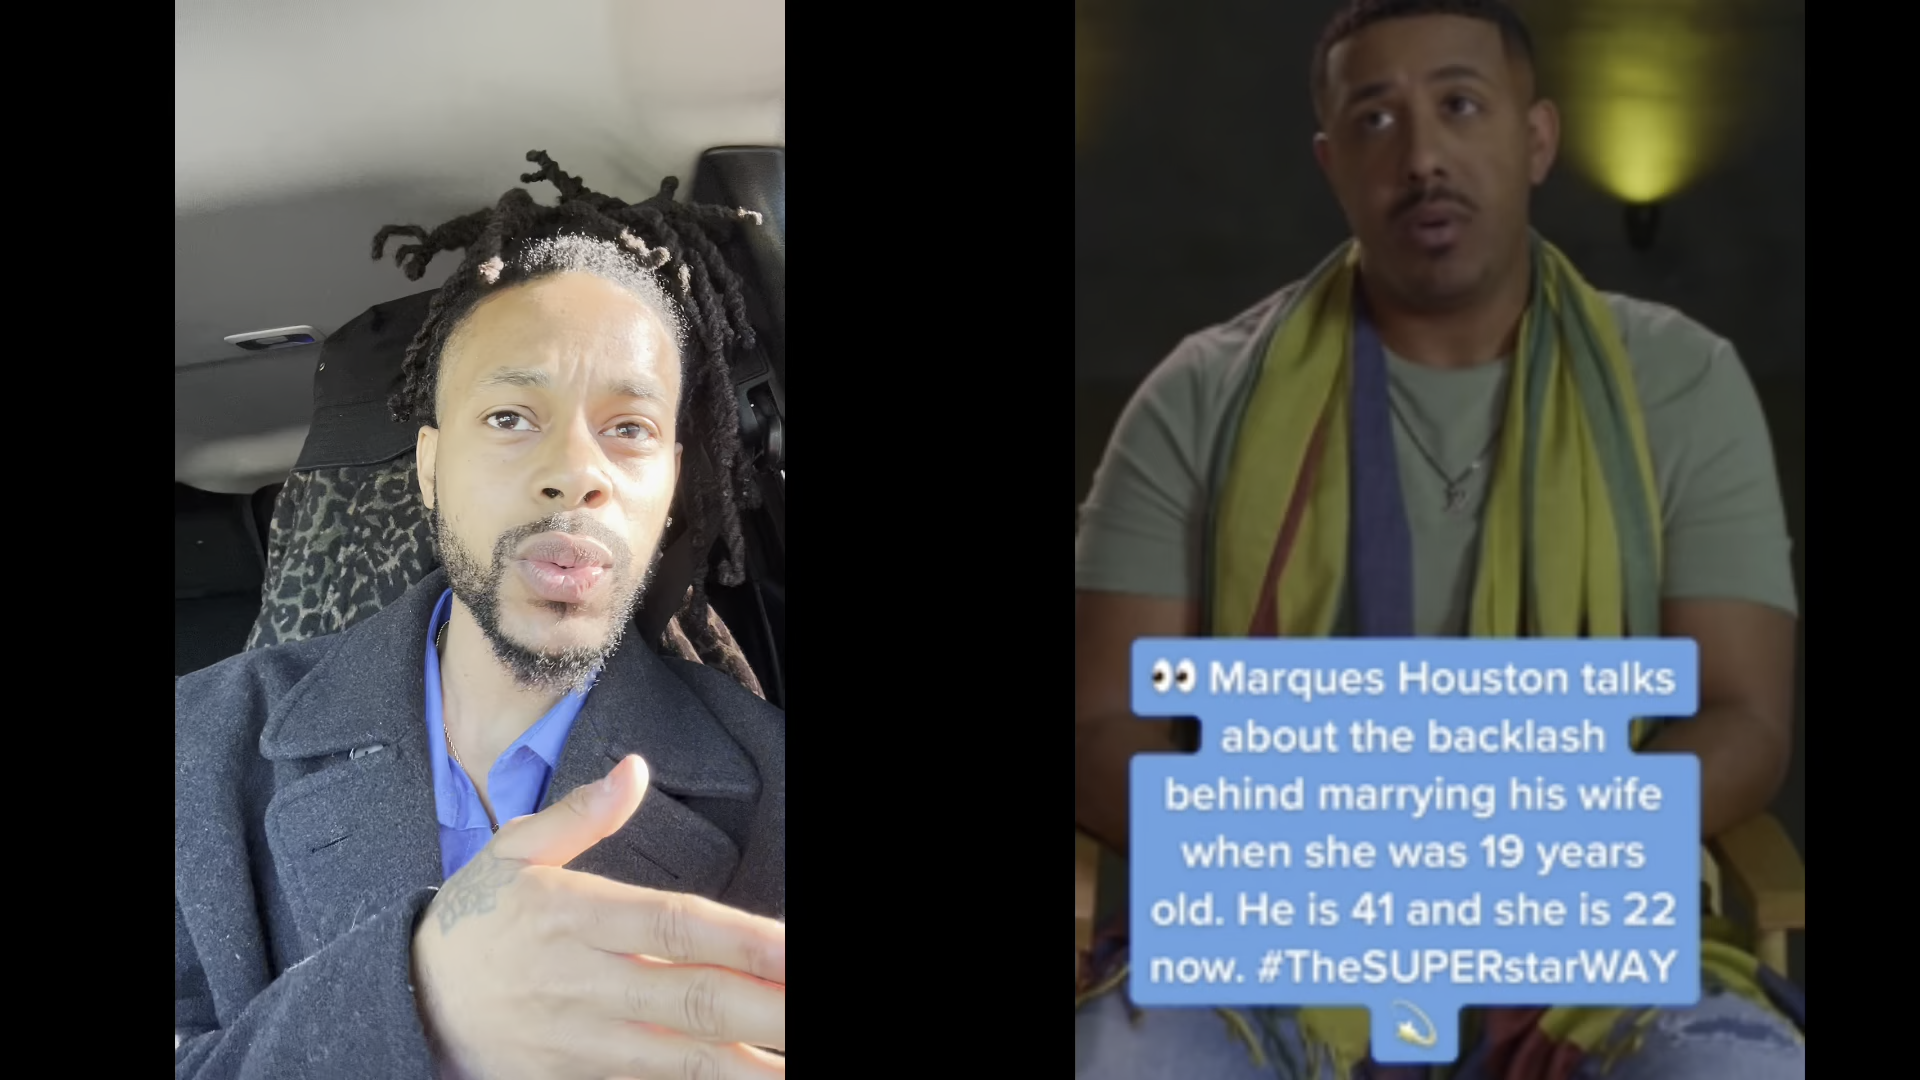 👀 Marques Houston talks
about the backlash
behind marrying his wife
when she was 19 years
old. He is 41 and she is 22
now. #TheSUPERstarWAY
💫